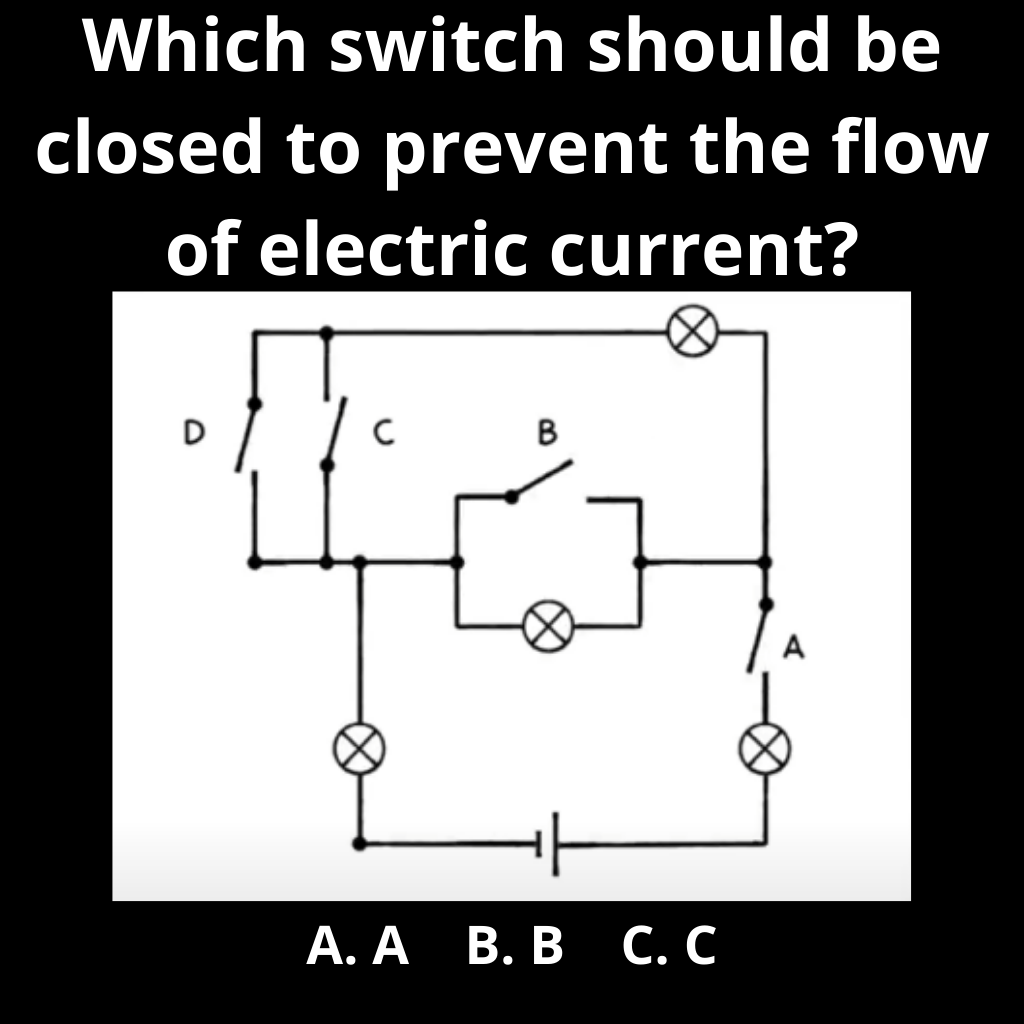 Which switch should be
closed to prevent the flow
of electric current?
D
C
B
A
A. A B. B C. C